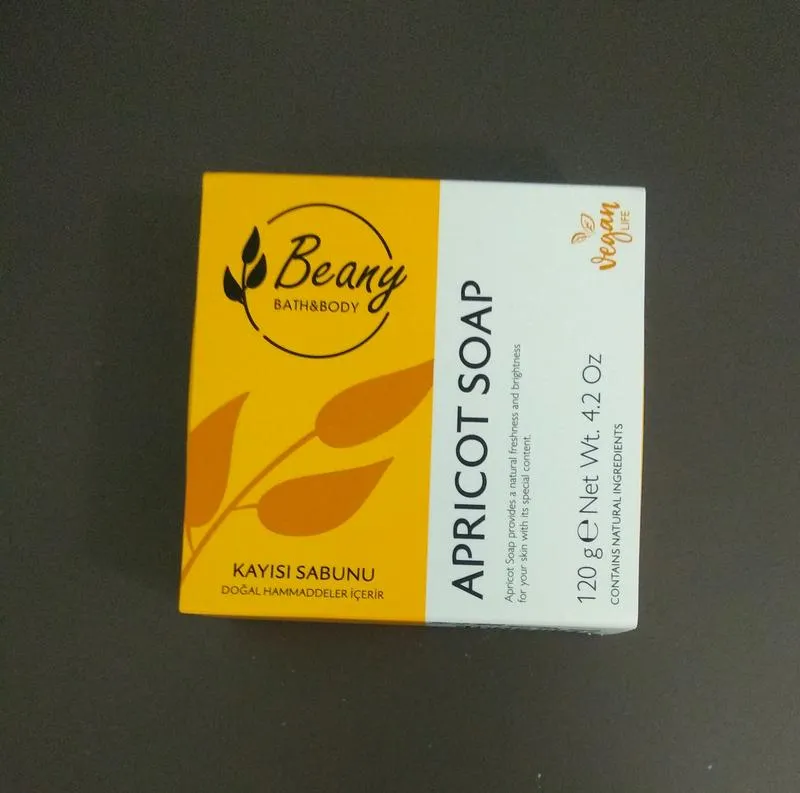 Beany
BATH&BODY
KAYISI SABUNU
DOĞAL HAMMADDELER İÇERİR
APRICOT SOAP
Apricot Soap provides a natural freshness and brightness
for your skin with its special content.
120 g ℮ Net Wt. 4.2 Oz
CONTAINS NATURAL INGREDIENTS
vegan
LIFE